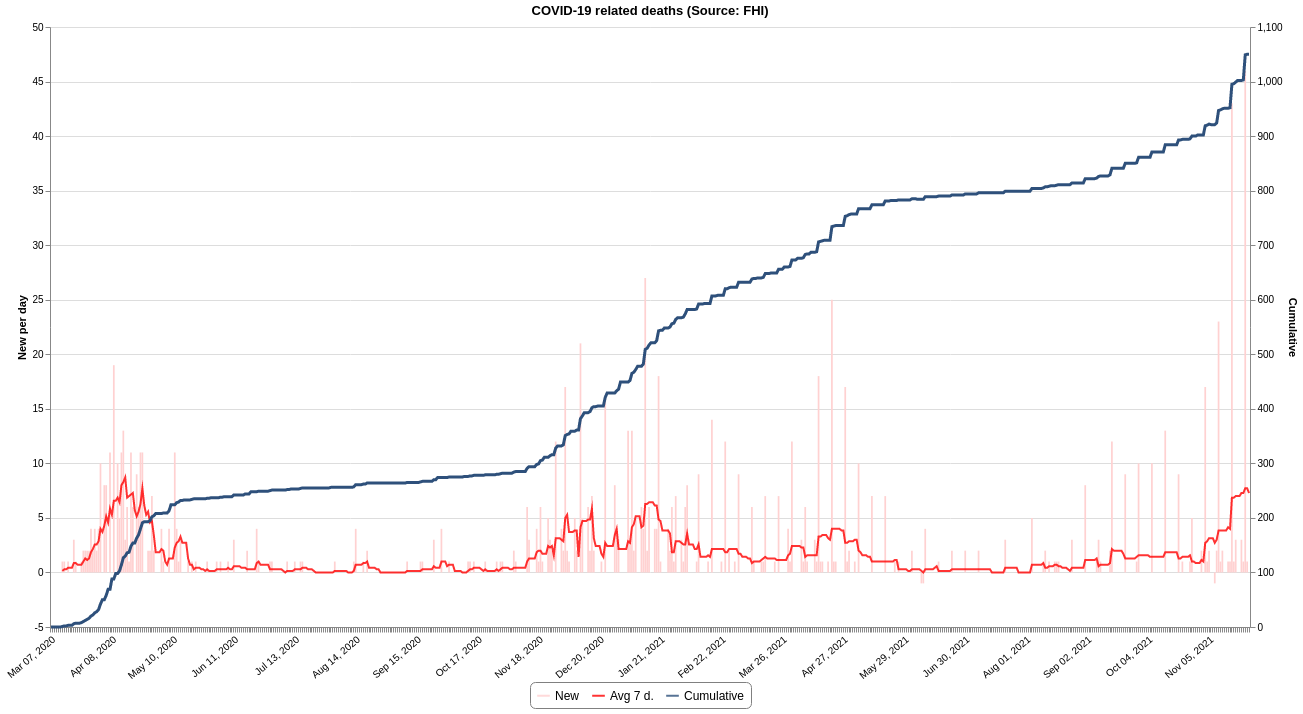 COVID-19 related deaths (Source: FHI)
50
45
40
35
30
25
20
15
10
5
0
-5
New per day
1,100
1,000
900
800
700
600
500
400
300
200
100
0
Cumulative
Mar 07, 2020
Apr 08, 2020
May 10, 2020
Jun 11, 2020
Jul 13, 2020
Aug 14, 2020
Sep 15, 2020
Oct 17, 2020
Nov 18, 2020
Dec 20, 2020
Jan 21, 2021
Feb 22, 2021
Mar 26, 2021
Apr 27, 2021
May 29, 2021
Jun 30, 2021
Aug 01, 2021
Sep 02, 2021
Oct 04, 2021
Nov 05, 2021
New Avg 7 d. Cumulative